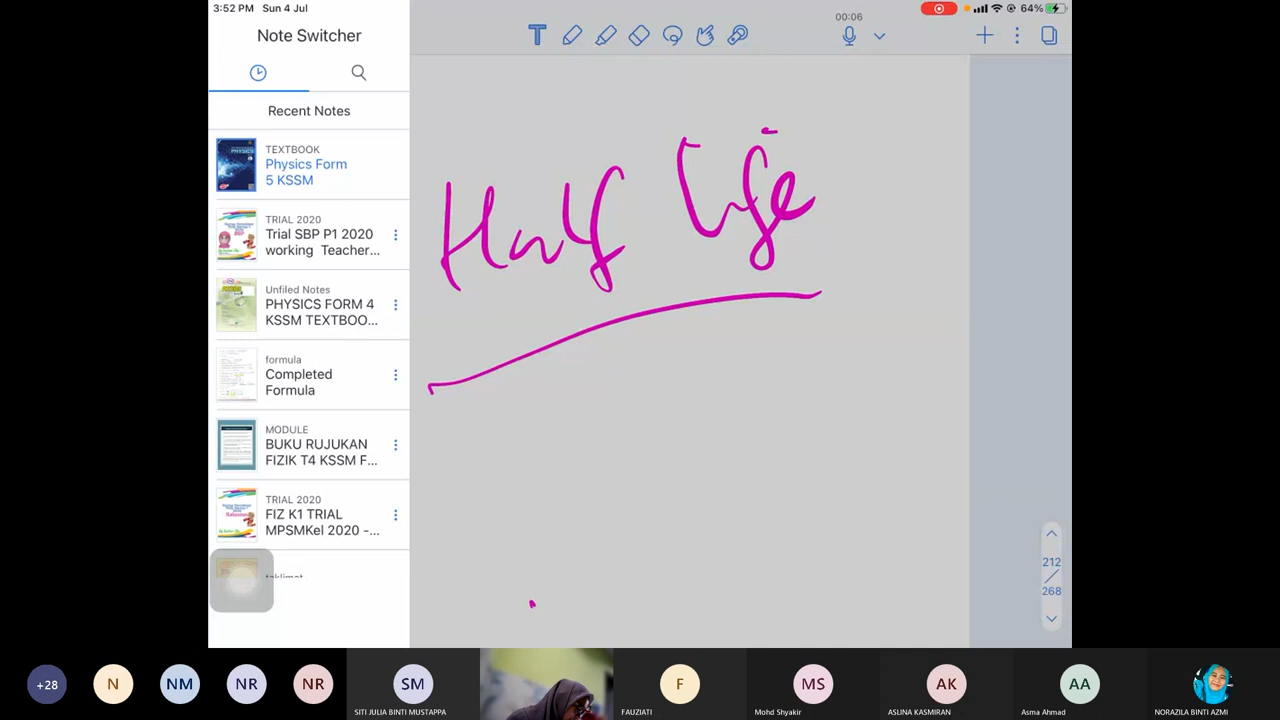 3:52 PM Sun 4 Jul
64%
Note Switcher
00:06
Recent Notes
TEXTBOOK
Physics Form
5 KSSM
TRIAL 2020
Trial SBP P1 2020
working Teacher...
Unfiled Notes
PHYSICS FORM 4
KSSM TEXTBOO...
formula
Completed
Formula
MODULE
BUKU RUJUKAN
FIZIK T4 KSSM F...
TRIAL 2020
FIZ K1 TRIAL
MPSMKel 2020 -...
taklimat
Half life
212
268
+28
N
NM
NR
NR
SM
F
MS
AK
AA
SITI JULIA BINTI MUSTAPPA
FAUZIATI
Mohd Shyakir
ASLINA KASMIRAN
Asma Ahmad
NORAZILA BINTI AZMI